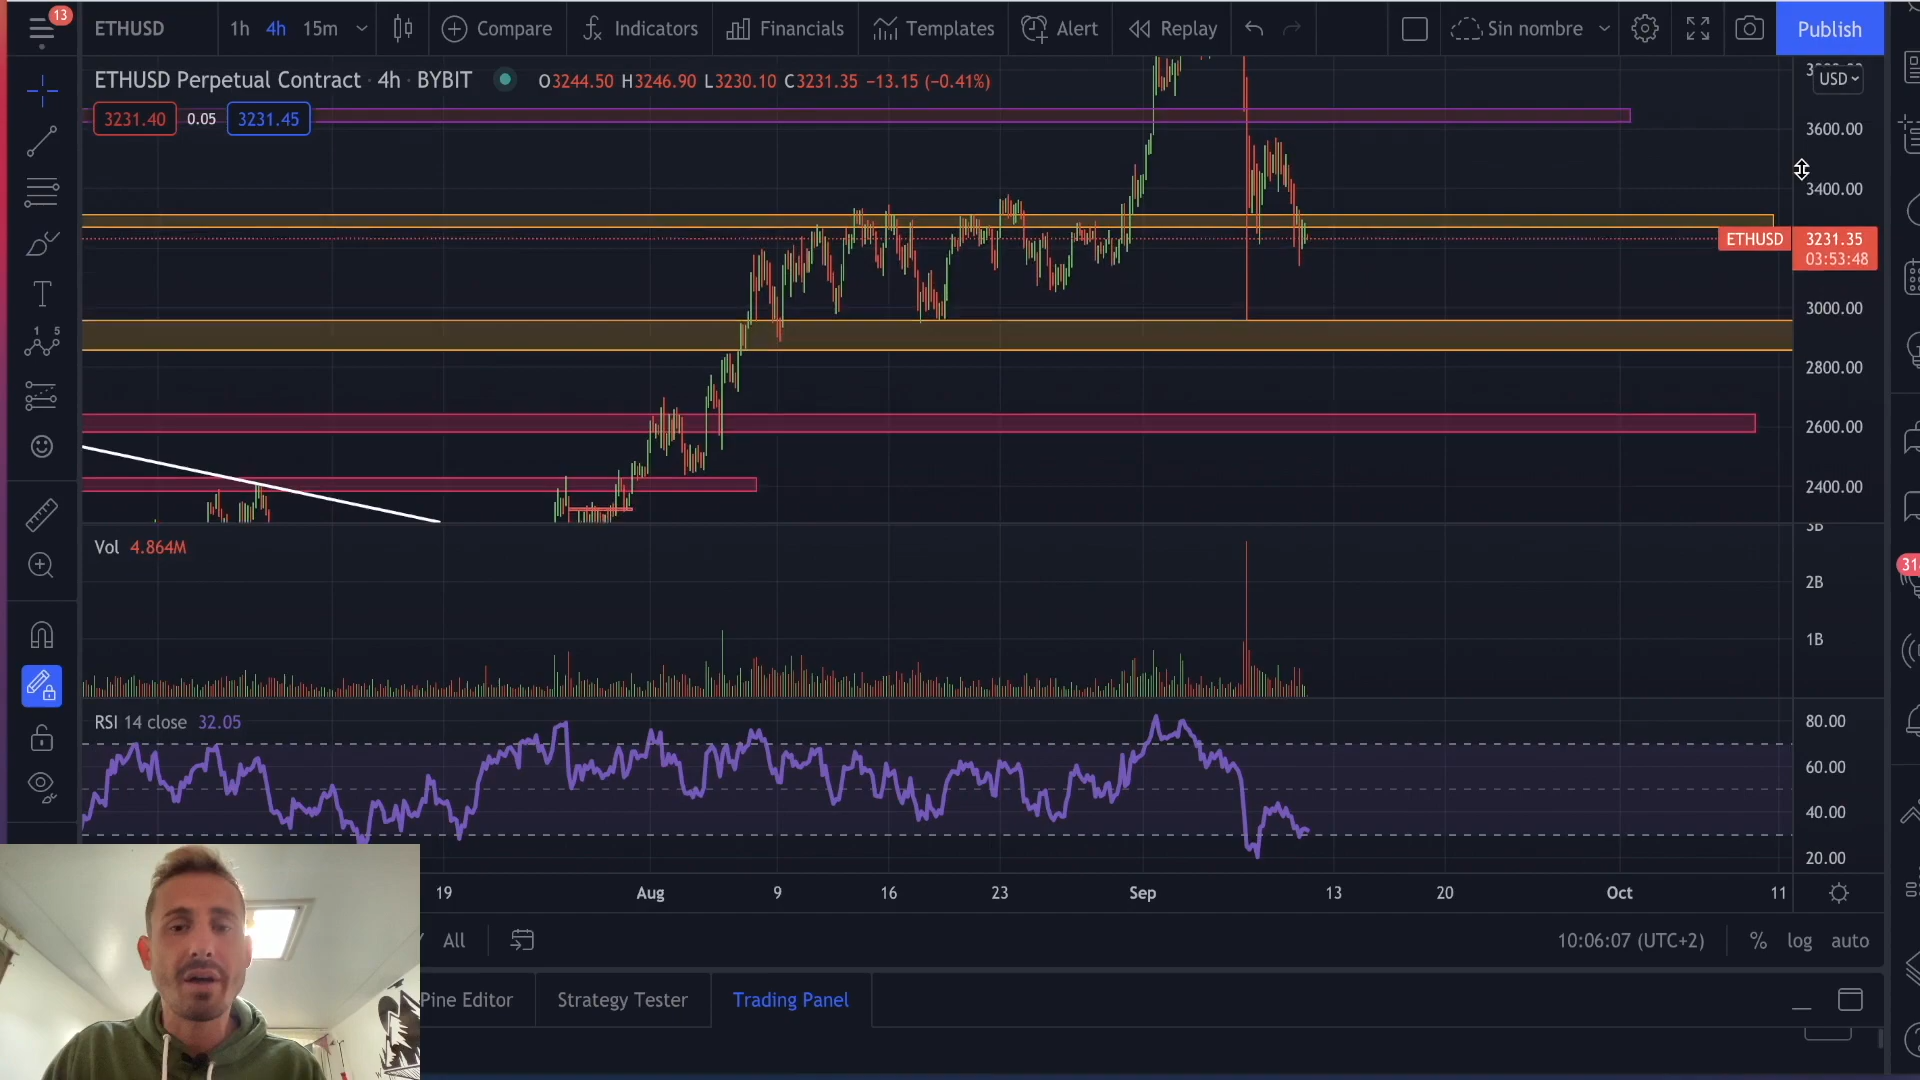 13
ETHUSD 1h 4h 15m Compare Indicators Financials Templates Alert Replay Sin nombre Publish
ETHUSD Perpetual Contract · 4h · BYBIT O3244.50 H3246.90 L3230.10 C3231.35 −13.15 (−0.41%)
USD
3231.40 0.05 3231.45
3600.00
3400.00
ETHUSD 3231.35
03:53:48
3000.00
2800.00
2600.00
2400.00
3B
Vol 4.864M
2B
1B
RSI 14 close 32.05
80.00
60.00
40.00
20.00
19 Aug 9 16 23 Sep 13 20 Oct 11
All 10:06:07 (UTC+2) % log auto
Pine Editor Strategy Tester Trading Panel